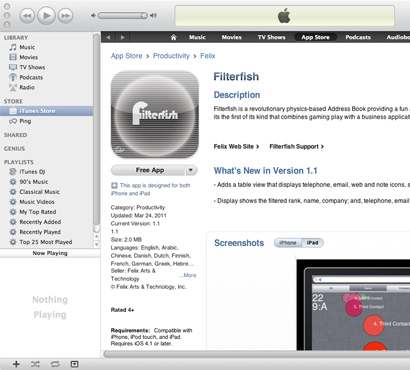 LIBRARY
Music
Movies
TV Shows
Podcasts
Radio
STORE
iTunes Store
Ping
SHARED
GENIUS
PLAYLISTS
iTunes DJ
90's Music
Classical Music
Music Videos
My Top Rated
Recently Added
Recently Played
Top 25 Most Played
Now Playing
Nothing
Playing
Music Movies TV Shows App Store Podcasts Audiobo
App Store > Productivity > Felix
Filterfish
Felix
Free App
This app is designed for both
iPhone and iPad
Category: Productivity
Updated: Mar 24, 2011
Current Version: 1.1
1.1
Size: 2.0 MB
Languages: English, Arabic,
Chinese, Danish, Dutch, Finnish,
French, German, Greek, Hebre...
Seller: Felix Arts &
Technology
...More
© Felix Arts & Technology, Inc.
Rated 4+
Requirements: Compatible with
iPhone, iPod touch, and iPad.
Requires iOS 4.1 or later.
Filterfish
Description
Filterfish is a revolutionary physics-based Address Book providing a fun
its the first of its kind that combines gaming play with a business applicat
Felix Web Site > Filterfish Support >
What's New in Version 1.1
- Adds a table view that displays telephone, email, web and note icons, s
- Display shows the filtered rank, name, company; and, telephone, email
Screenshots iPhone iPad
22
9:A
5. Third Contact
4. Third Contact